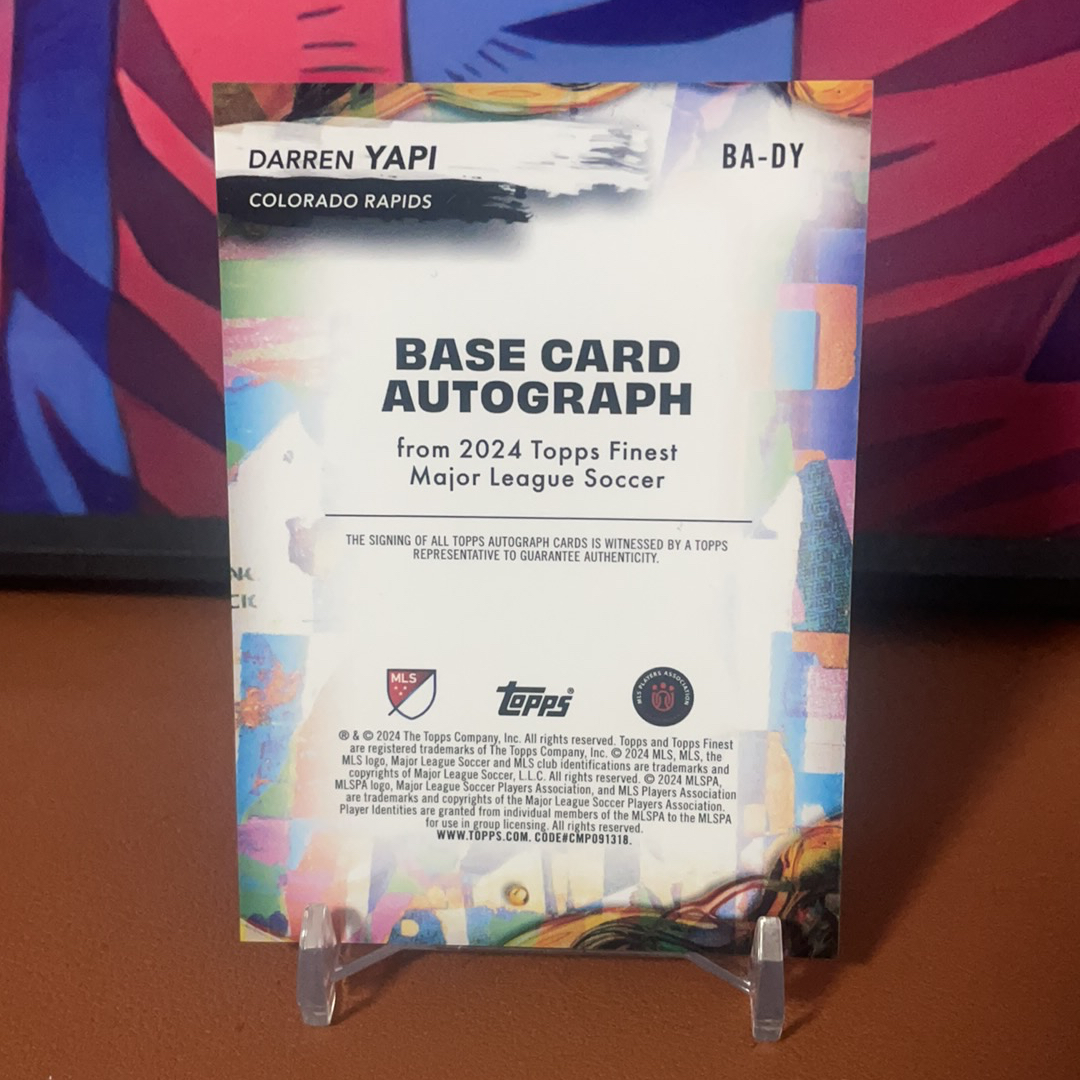 DARREN YAPI
BA-DY
COLORADO RAPIDS
BASE CARD
AUTOGRAPH
from 2024 Topps Finest
Major League Soccer
THE SIGNING OF ALL TOPPS AUTOGRAPH CARDS IS WITNESSED BY A TOPPS
REPRESENTATIVE TO GUARANTEE AUTHENTICITY.
NK
CK
MLS
topps®
MLS PLAYERS ASSOCIATION
® & © 2024 The Topps Company, Inc. All rights reserved. Topps and Topps Finest
are registered trademarks of The Topps Company, Inc. © 2024 MLS, MLS, the
MLS logo, Major League Soccer and MLS club identifications are trademarks and
copyrights of Major League Soccer, L.L.C. All rights reserved. © 2024 MLSPA,
MLSPA logo, Major League Soccer Players Association, and MLS Players Association
are trademarks and copyrights of the Major League Soccer Players Association.
Player Identities are granted from individual members of the MLSPA to the MLSPA
for use in group licensing. All rights reserved.
WWW.TOPPS.COM. CODE#CMP091318.